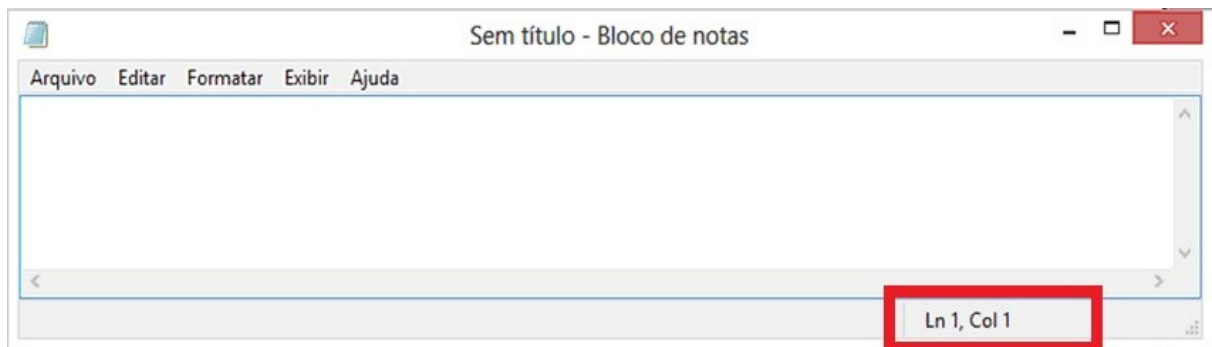 Sem título - Bloco de notas
Arquivo Editar Formatar Exibir Ajuda
Ln 1, Col 1